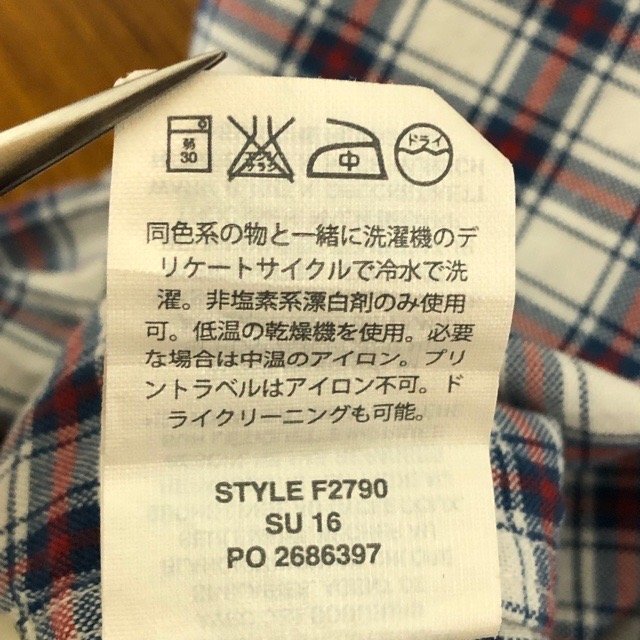 弱
30
エンソ
サラシ
中
ドライ
同色系の物と一緒に洗濯機のデ
リケートサイクルで冷水で洗
濯。非塩素系漂白剤のみ使用
可。低温の乾燥機を使用。必要
な場合は中温のアイロン。プリ
ントラベルはアイロン不可。ド
ライクリーニングも可能。
STYLE F2790
SU 16
PO 2686397